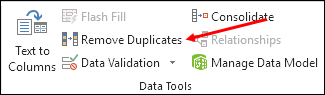 Text to
Columns
Flash Fill
Remove Duplicates
Data Validation
Consolidate
Relationships
Manage Data Model
Data Tools